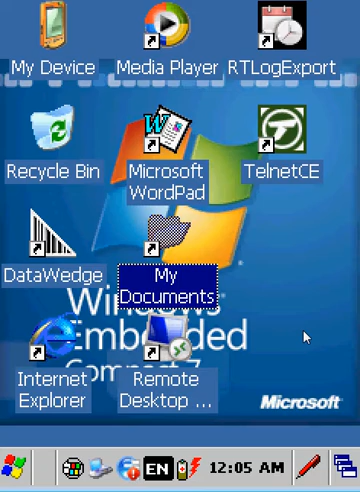 My Device
Media Player
RTLogExport
Recycle Bin
Microsoft
WordPad
TelnetCE
DataWedge
My
Documents
Windows
Embedded
Compact 7
Internet
Explorer
Remote
Desktop ...
Microsoft
EN
12:05 AM